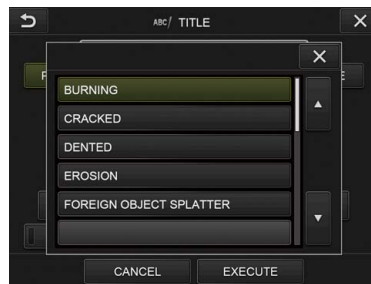 ABC/ TITLE
BURNING
CRACKED
DENTED
EROSION
FOREIGN OBJECT SPLATTER
CANCEL
EXECUTE